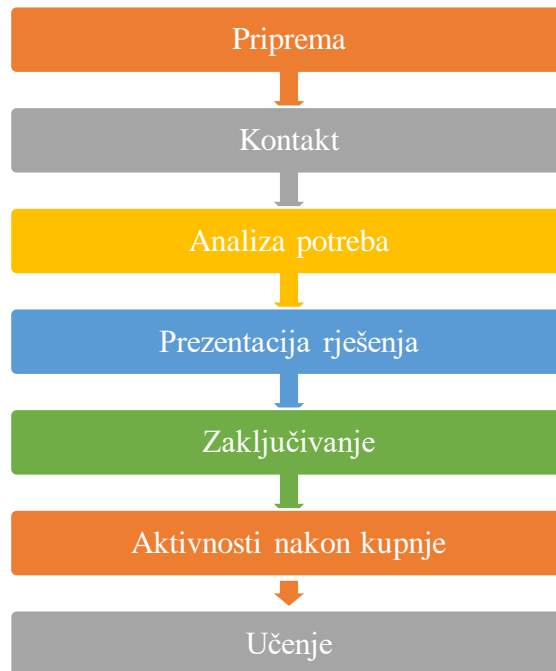 Priprema
Kontakt
Analiza potreba
Prezentacija rješenja
Zaključivanje
Aktivnosti nakon kupnje
Učenje